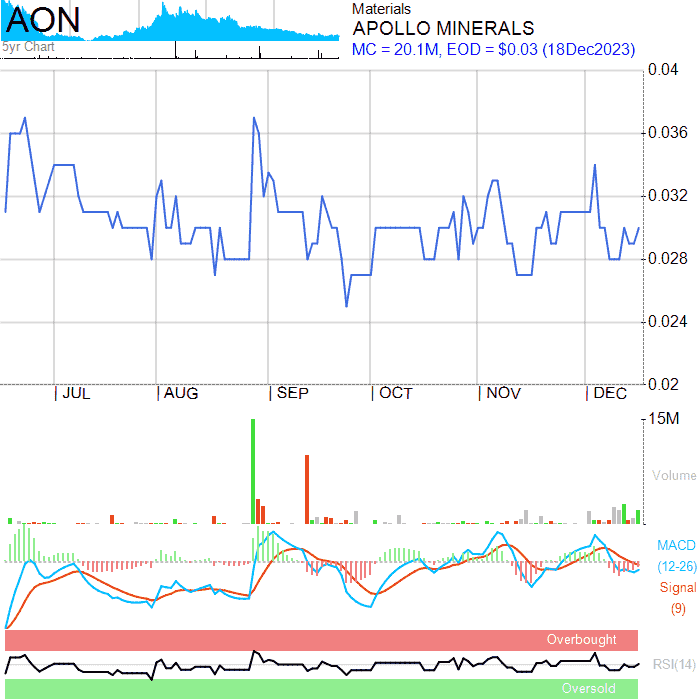 AON
5yr Chart
Materials
APOLLO MINERALS
MC = 20.1M, EOD = $0.03 (18Dec2023)
0.04
0.036
0.032
0.028
0.024
0.02
JUL AUG SEP OCT NOV DEC
15M
Volume
MACD
(12-26)
Signal
(9)
Overbought
RSI(14)
Oversold